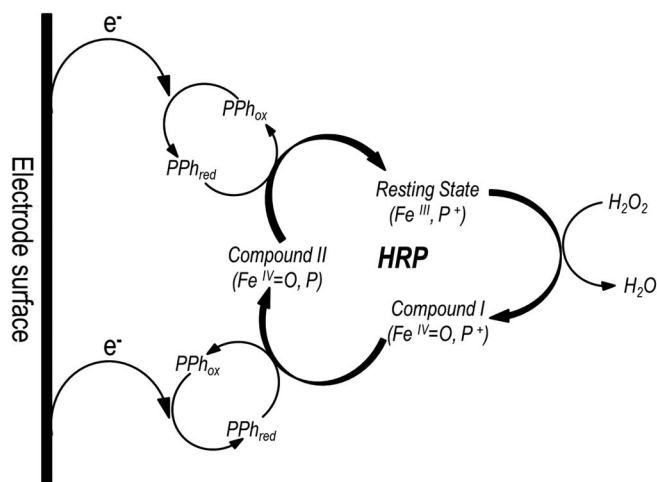 e-
PPhox
PPhred
Electrode surface
Resting State
(Fe III, P +)
H2O2
Compound II
(Fe IV=O, P)
HRP
H2O
Compound I
(Fe IV=O, P +)
e-
PPhox
PPhred